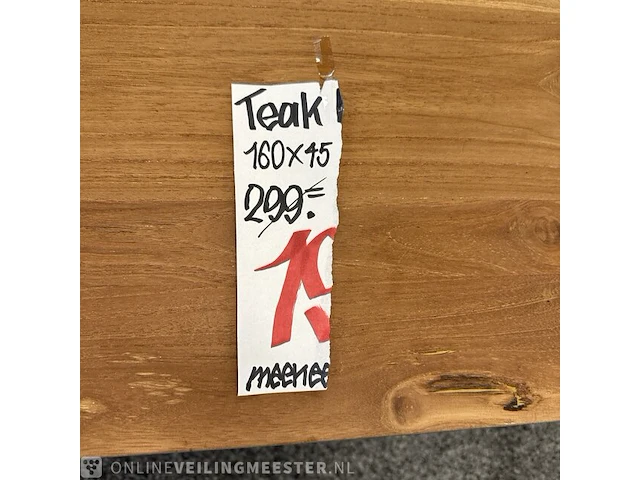 Teak
160x45
299.=
19
meenee
ONLINEVEILINGMEESTER.NL